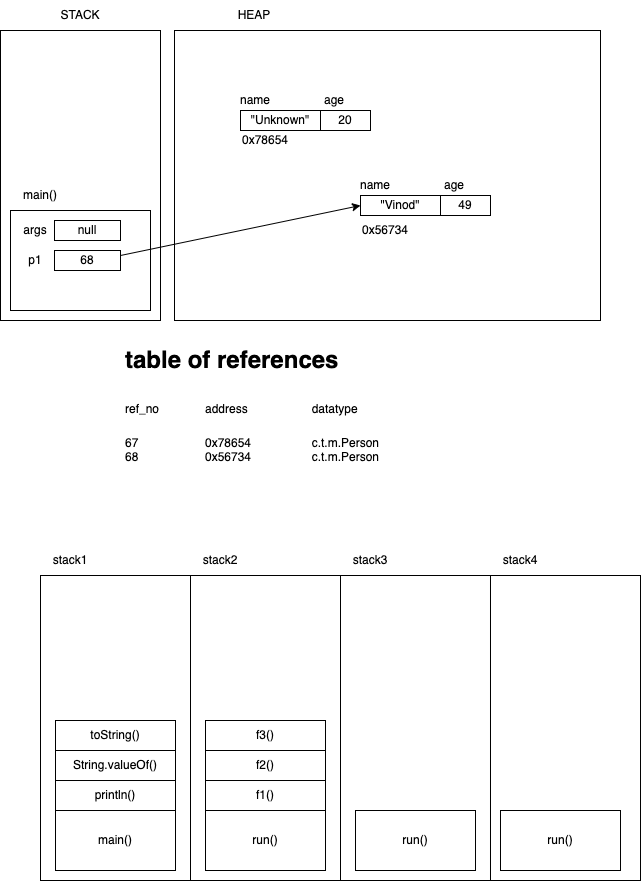 STACK HEAP
name age
"Unknown" 20
0x78654
name age
main()
"Vinod" 49
args null
0x56734
p1 68
table of references
ref_no address datatype
67 0x78654 c.t.m.Person
68 0x56734 c.t.m.Person
stack1 stack2 stack3 stack4
toString() f3()
String.valueOf() f2()
println() f1()
main() run() run() run()